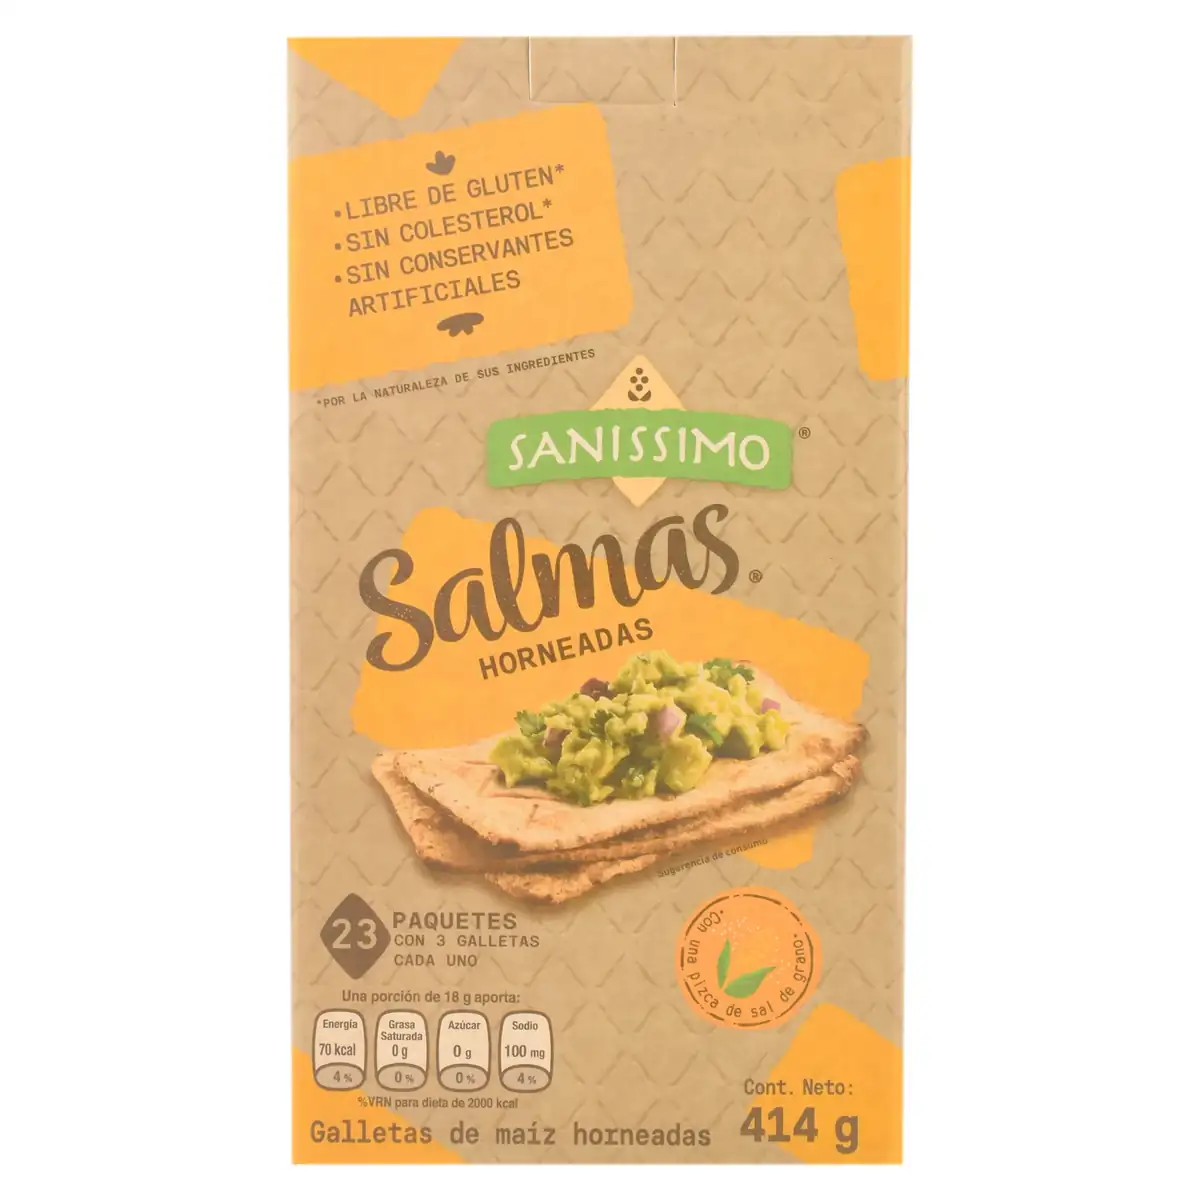 •LIBRE DE GLUTEN*
•SIN COLESTEROL*
•SIN CONSERVANTES
ARTIFICIALES
*POR LA NATURALEZA DE SUS INGREDIENTES
SANISSIMO®
Salmas®
HORNEADAS
Sugerencia de consumo
23 PAQUETES
CON 3 GALLETAS
CADA UNO
•Con una pizca de sal de grano•
Una porción de 18 g aporta:
Energía
70 kcal
4 %
Grasa
Saturada
0 g
0 %
Azúcar
0 g
0 %
Sodio
100 mg
4 %
%VRN para dieta de 2000 kcal
Galletas de maíz horneadas
Cont. Neto:
414 g